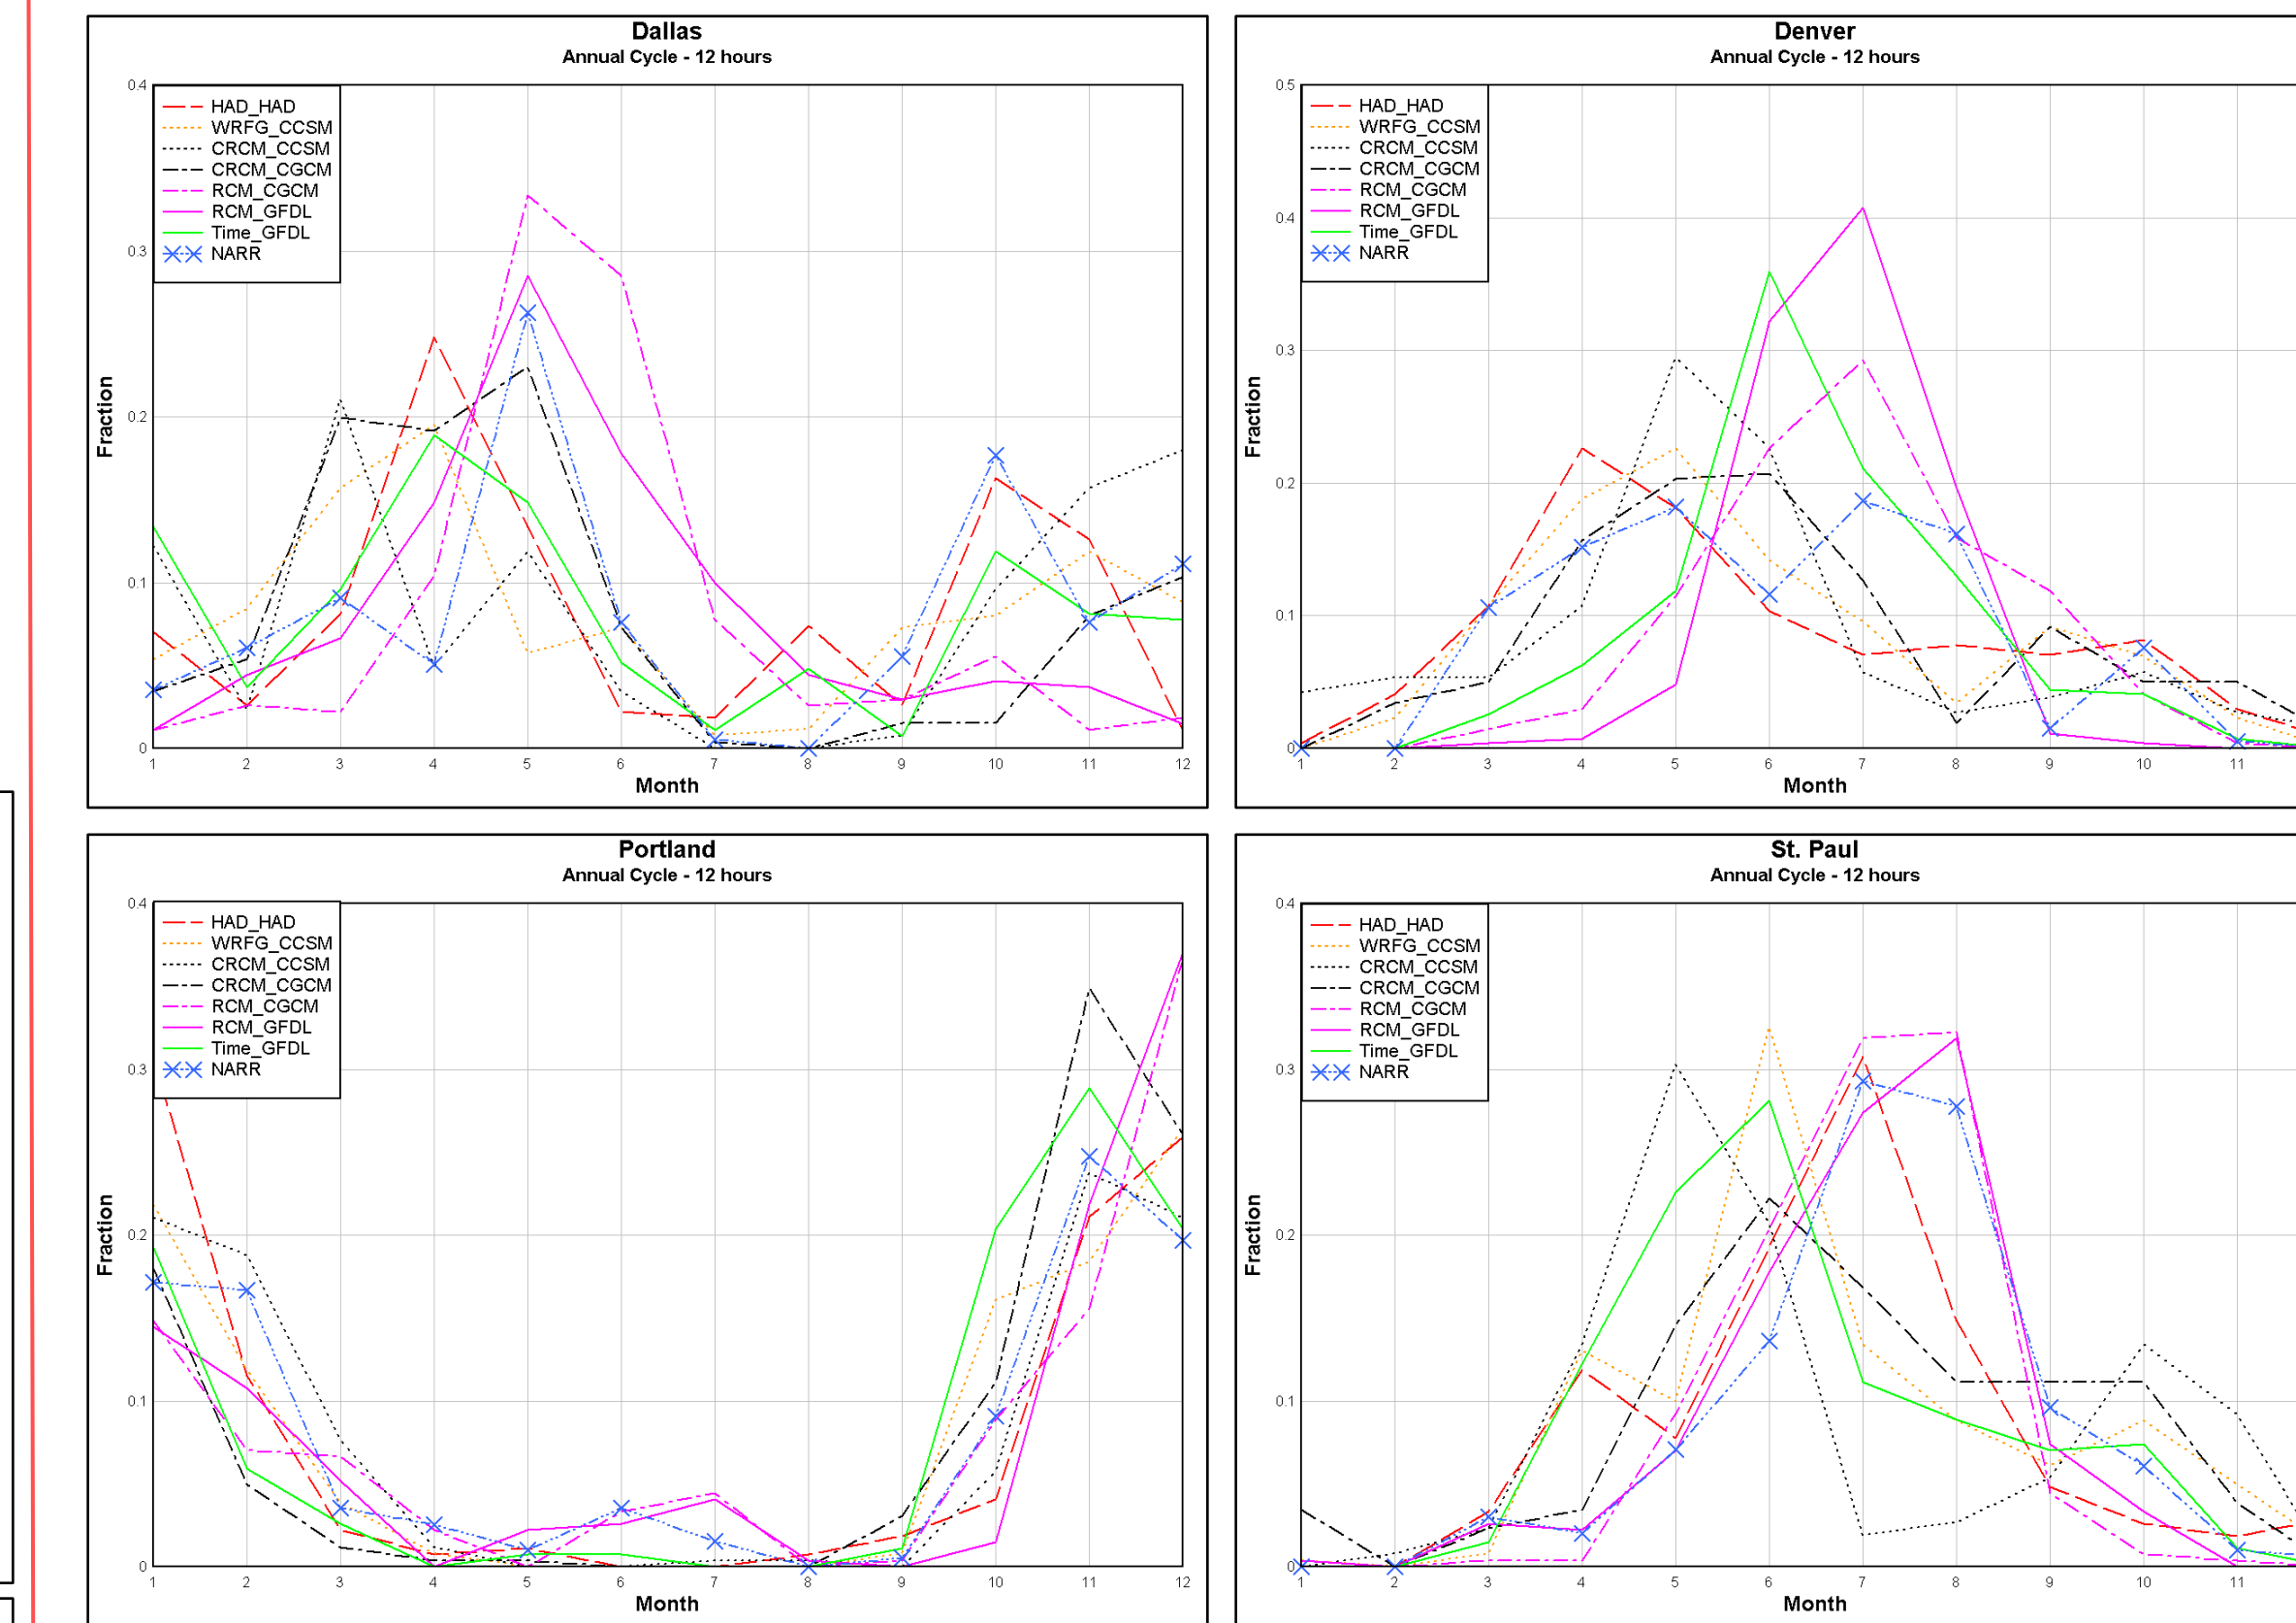 Dallas
Annual Cycle - 12 hours
0.4
0.3
0.2
0.1
0
Fraction
HAD_HAD
WRFG_CCSM
CRCM_CCSM
CRCM_CGCM
RCM_CGCM
RCM_GFDL
Time_GFDL
NARR
1 2 3 4 5 6 7 8 9 10 11 12
Month
Denver
Annual Cycle - 12 hours
0.5
0.4
0.3
0.2
0.1
0
Fraction
HAD_HAD
WRFG_CCSM
CRCM_CCSM
CRCM_CGCM
RCM_CGCM
RCM_GFDL
Time_GFDL
NARR
1 2 3 4 5 6 7 8 9 10 11
Month
Portland
Annual Cycle - 12 hours
0.4
0.3
0.2
0.1
0
Fraction
HAD_HAD
WRFG_CCSM
CRCM_CCSM
CRCM_CGCM
RCM_CGCM
RCM_GFDL
Time_GFDL
NARR
1 2 3 4 5 6 7 8 9 10 11 12
Month
St. Paul
Annual Cycle - 12 hours
0.4
0.3
0.2
0.1
0
Fraction
HAD_HAD
WRFG_CCSM
CRCM_CCSM
CRCM_CGCM
RCM_CGCM
RCM_GFDL
Time_GFDL
NARR
1 2 3 4 5 6 7 8 9 10 11
Month